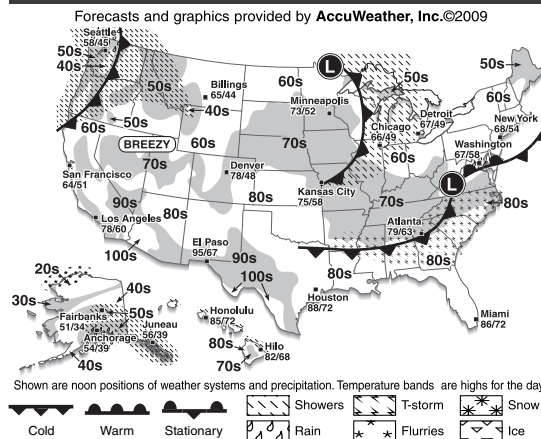 Forecasts and graphics provided by AccuWeather, Inc.©2009
Seattle
58/45
50s
40s
50s
Billings
65/44
40s
50s
60s
60s
60s
L
50s
50s
60s
Minneapolis
73/52
Chicago
66/49
Detroit
67/49
New York
68/54
Washington
67/58
60s
BREEZY
70s
70s
San Francisco
64/51
Denver
78/48
Kansas City
75/58
L
70s
80s
90s
80s
80s
Los Angeles
78/60
Atlanta
79/63
100s
El Paso
95/67
90s
100s
80s
80s
Houston
88/72
Miami
86/72
20s
30s
40s
50s
Fairbanks
51/34
Anchorage
54/39
Juneau
56/39
40s
Honolulu
85/72
80s
70s
Hilo
82/68
Shown are noon positions of weather systems and precipitation. Temperature bands are highs for the day.
Cold
Warm
Stationary
Showers
T-storm
Snow
Rain
Flurries
Ice